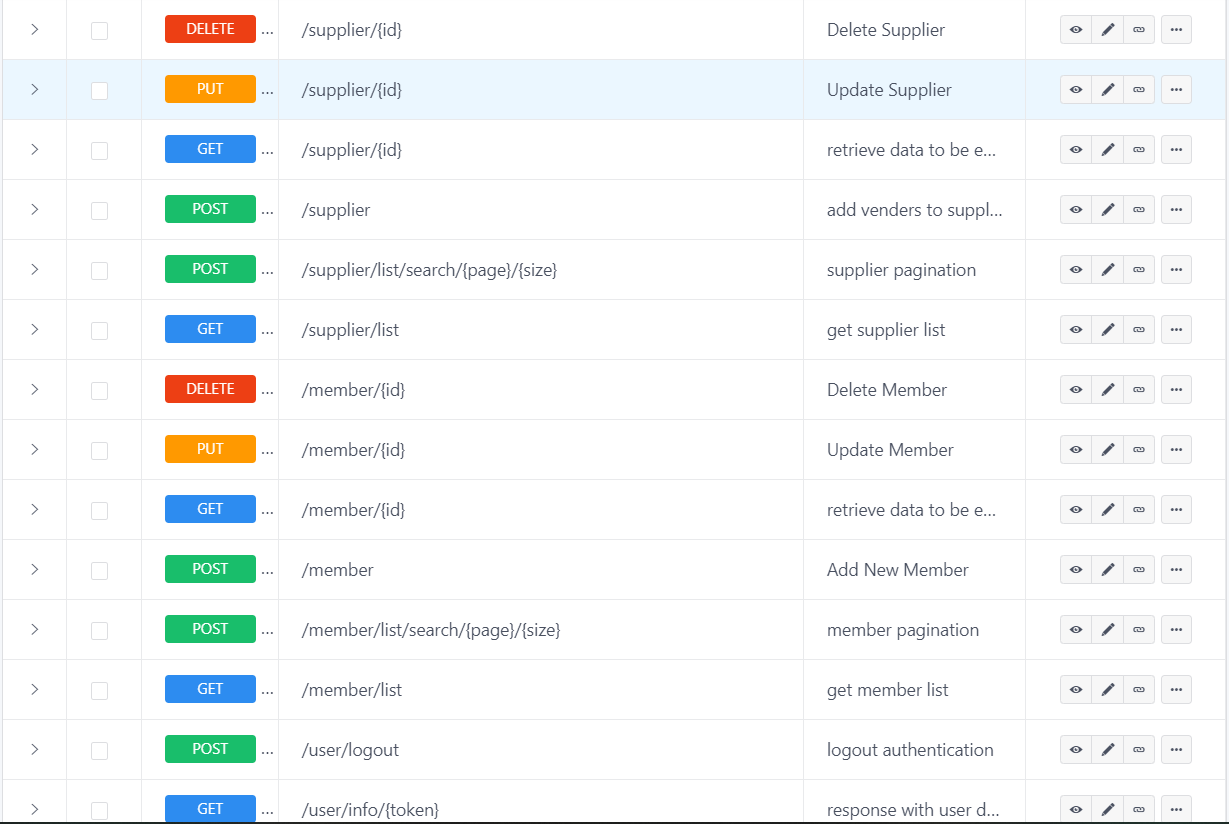 DELETE ... /supplier/{id} Delete Supplier
PUT ... /supplier/{id} Update Supplier
GET ... /supplier/{id} retrieve data to be e...
POST ... /supplier add venders to suppl...
POST ... /supplier/list/search/{page}/{size} supplier pagination
GET ... /supplier/list get supplier list
DELETE ... /member/{id} Delete Member
PUT ... /member/{id} Update Member
GET ... /member/{id} retrieve data to be e...
POST ... /member Add New Member
POST ... /member/list/search/{page}/{size} member pagination
GET ... /member/list get member list
POST ... /user/logout logout authentication
GET ... /user/info/{token} response with user d...